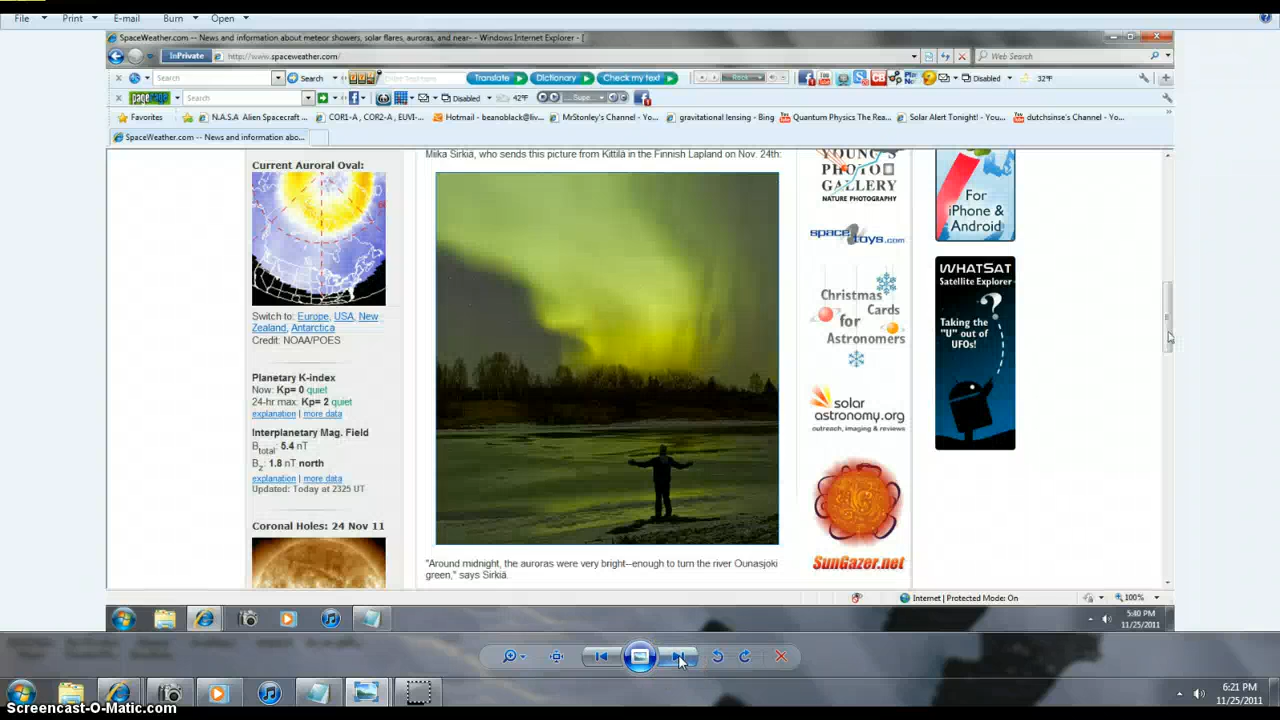 File Print E-mail Burn Open
SpaceWeather.com -- News and information about meteor showers, solar flares, auroras, and near- - Windows Internet Explorer - [
InPrivate http://www.spaceweather.com/ Web Search
Search Search Translate Dictionary Check my text Rock Disabled 32°F
Search Disabled 42°F Supe...
Favorites N.A.S.A Alien Spacecraft ... COR1-A , COR2-A , EUVI-... Hotmail - beanoblack@liv... MrStonley's Channel - Yo... gravitational lensing - Bing Quantum Physics The Rea... Solar Alert Tonight! - You... dutchsinse's Channel - You...
SpaceWeather.com -- News and information abo...
Current Auroral Oval:
Switch to: Europe, USA, New
Zealand, Antarctica
Credit: NOAA/POES
Planetary K-index
Now: Kp= 0 quiet
24-hr max: Kp= 2 quiet
explanation | more data
Interplanetary Mag. Field
Btotal: 5.4 nT
Bz: 1.8 nT north
explanation | more data
Updated: Today at 2325 UT
Coronal Holes: 24 Nov 11
Miika Sirkiä, who sends this picture from Kittilä in the Finnish Lapland on Nov. 24th:
"Around midnight, the auroras were very bright--enough to turn the river Ounasjoki
green," says Sirkiä.
YOUNG'S
PHOTO
GALLERY
NATURE PHOTOGRAPHY
spacetoys.com
Christmas
Cards
for
Astronomers
solar
astronomy.org
outreach, imaging & reviews
SunGazer.net
For
iPhone &
Android
WHATSAT
Satellite Explorer
?
Taking the
"U" out of
UFOs!
Internet | Protected Mode: On 100%
5:40 PM
11/25/2011
6:21 PM
11/25/2011
Screencast-O-Matic.com